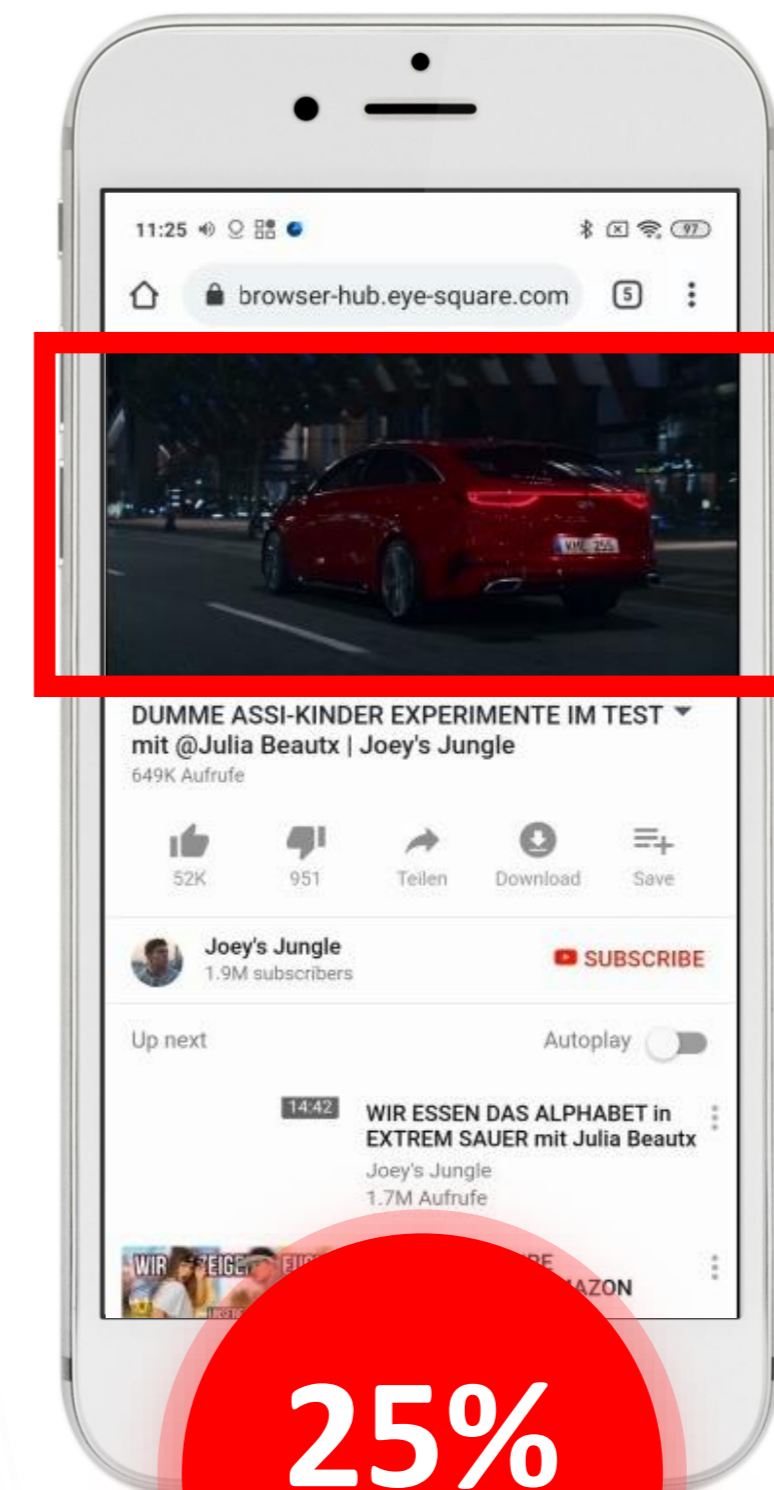 11:25
97
browser-hub.eye-square.com
5
DUMME ASSI-KINDER EXPERIMENTE IM TEST
mit @Julia Beautx | Joey's Jungle
649K Aufrufe
52K 951 Teilen Download Save
Joey's Jungle
1.9M subscribers
SUBSCRIBE
Up next
Autoplay
14:42
WIR ESSEN DAS ALPHABET in
EXTREM SAUER mit Julia Beautx
Joey's Jungle
1.7M Aufrufe
WIR
25%